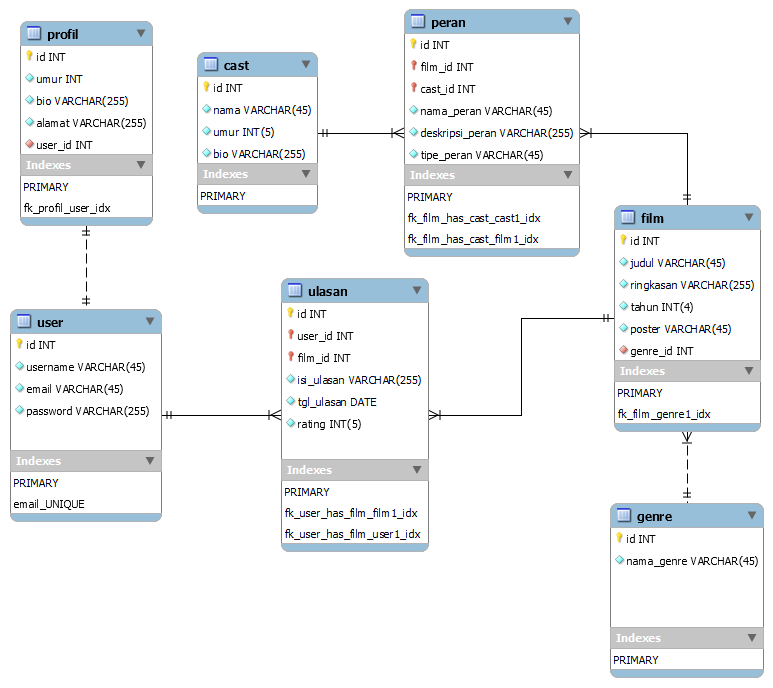 profil
id INT
umur INT
bio VARCHAR(255)
alamat VARCHAR(255)
user_id INT
Indexes
PRIMARY
fk_profil_user_idx
cast
id INT
nama VARCHAR(45)
umur INT(5)
bio VARCHAR(255)
Indexes
PRIMARY
peran
id INT
film_id INT
cast_id INT
nama_peran VARCHAR(45)
deskripsi_peran VARCHAR(255)
tipe_peran VARCHAR(45)
Indexes
PRIMARY
fk_film_has_cast_cast1_idx
fk_film_has_cast_film1_idx
film
id INT
judul VARCHAR(45)
ringkasan VARCHAR(255)
tahun INT(4)
poster VARCHAR(45)
genre_id INT
Indexes
PRIMARY
fk_film_genre1_idx
user
id INT
username VARCHAR(45)
email VARCHAR(45)
password VARCHAR(255)
Indexes
PRIMARY
email_UNIQUE
ulasan
id INT
user_id INT
film_id INT
isi_ulasan VARCHAR(255)
tgl_ulasan DATE
rating INT(5)
Indexes
PRIMARY
fk_user_has_film_film1_idx
fk_user_has_film_user1_idx
genre
id INT
nama_genre VARCHAR(45)
Indexes
PRIMARY